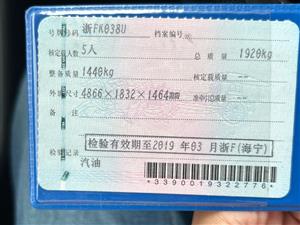 号牌号码 浙FK038U 档案编号
核定载人数 5人 总质量 1920kg
整备质量 1440kg 核定载质量 --
外廓尺寸 4866×1832×1464mm 准牵引总质量 --
备注
检验有效期至2019年03月浙F(海宁)
检验记录
汽油
*3390019322776*